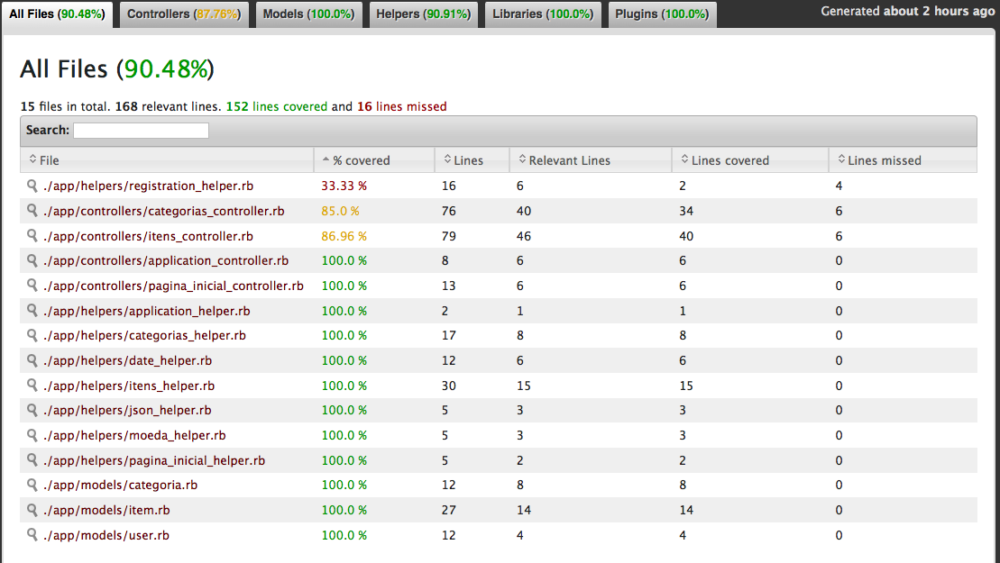 All Files (90.48%) Controllers (87.76%) Models (100.0%) Helpers (90.91%) Libraries (100.0%) Plugins (100.0%) Generated about 2 hours ago
All Files (90.48%)
15 files in total. 168 relevant lines. 152 lines covered and 16 lines missed
Search:
File % covered Lines Relevant Lines Lines covered Lines missed
./app/helpers/registration_helper.rb 33.33 % 16 6 2 4
./app/controllers/categorias_controller.rb 85.0 % 76 40 34 6
./app/controllers/itens_controller.rb 86.96 % 79 46 40 6
./app/controllers/application_controller.rb 100.0 % 8 6 6 0
./app/controllers/pagina_inicial_controller.rb 100.0 % 13 6 6 0
./app/helpers/application_helper.rb 100.0 % 2 1 1 0
./app/helpers/categorias_helper.rb 100.0 % 17 8 8 0
./app/helpers/date_helper.rb 100.0 % 12 6 6 0
./app/helpers/itens_helper.rb 100.0 % 30 15 15 0
./app/helpers/json_helper.rb 100.0 % 5 3 3 0
./app/helpers/moeda_helper.rb 100.0 % 5 3 3 0
./app/helpers/pagina_inicial_helper.rb 100.0 % 5 2 2 0
./app/models/categoria.rb 100.0 % 12 8 8 0
./app/models/item.rb 100.0 % 27 14 14 0
./app/models/user.rb 100.0 % 12 4 4 0